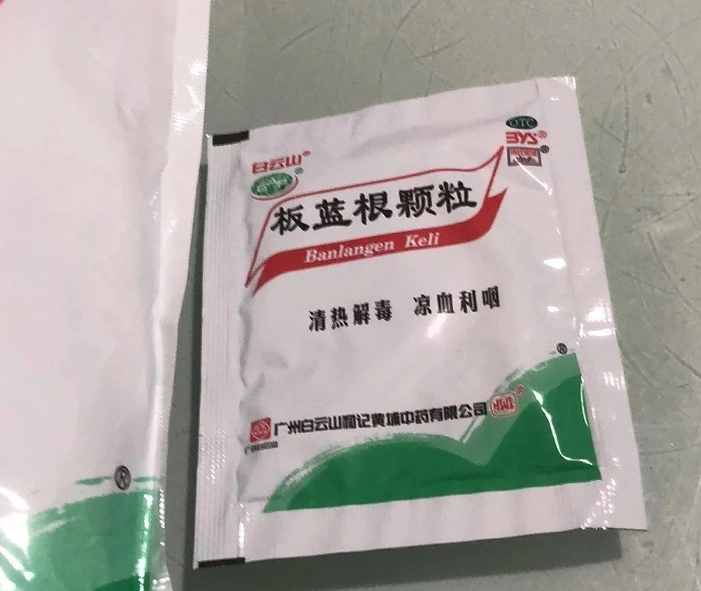 OTC
白云山®
BYS®
板蓝根颗粒
Banlangen Keli
清热解毒 凉血利咽
®
广州白云山和记黄埔中药有限公司
®